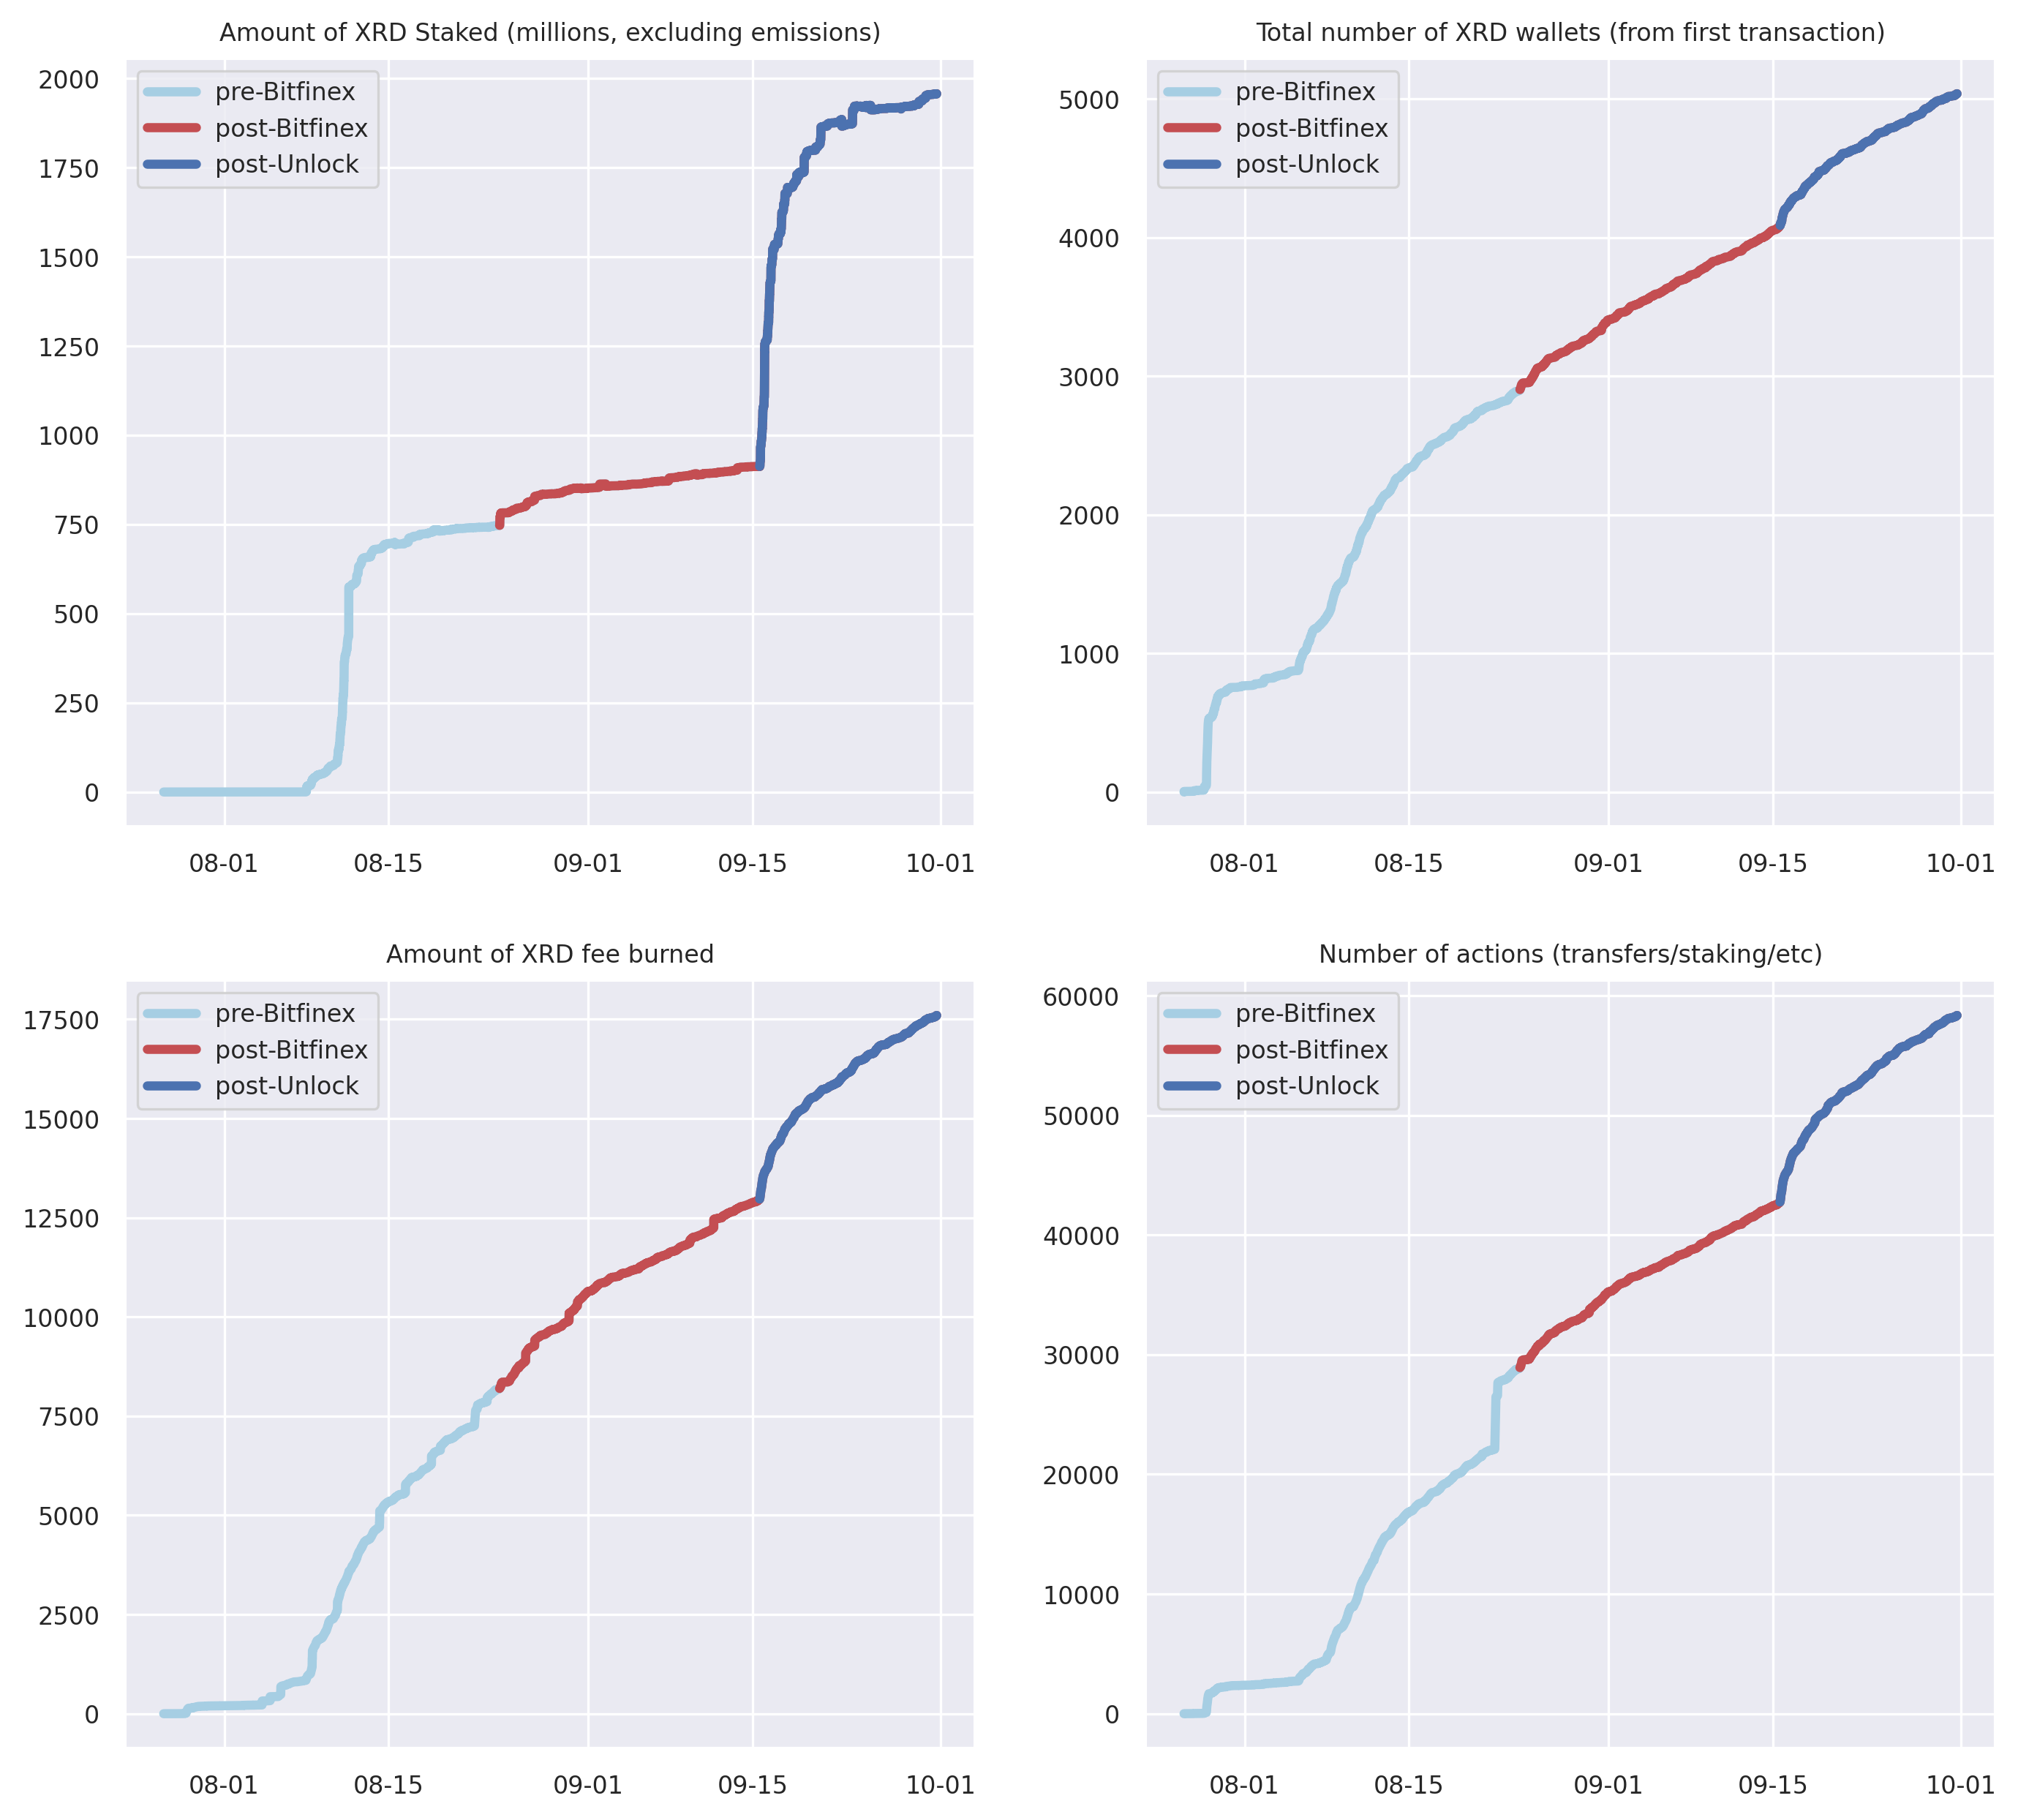 Amount of XRD Staked (millions, excluding emissions)
2000
1750
1500
1250
1000
750
500
250
0
pre-Bitfinex
post-Bitfinex
post-Unlock
08-01 08-15 09-01 09-15 10-01
Total number of XRD wallets (from first transaction)
5000
4000
3000
2000
1000
0
pre-Bitfinex
post-Bitfinex
post-Unlock
08-01 08-15 09-01 09-15 10-01
Amount of XRD fee burned
17500
15000
12500
10000
7500
5000
2500
0
pre-Bitfinex
post-Bitfinex
post-Unlock
08-01 08-15 09-01 09-15 10-01
Number of actions (transfers/staking/etc)
60000
50000
40000
30000
20000
10000
0
pre-Bitfinex
post-Bitfinex
post-Unlock
08-01 08-15 09-01 09-15 10-01